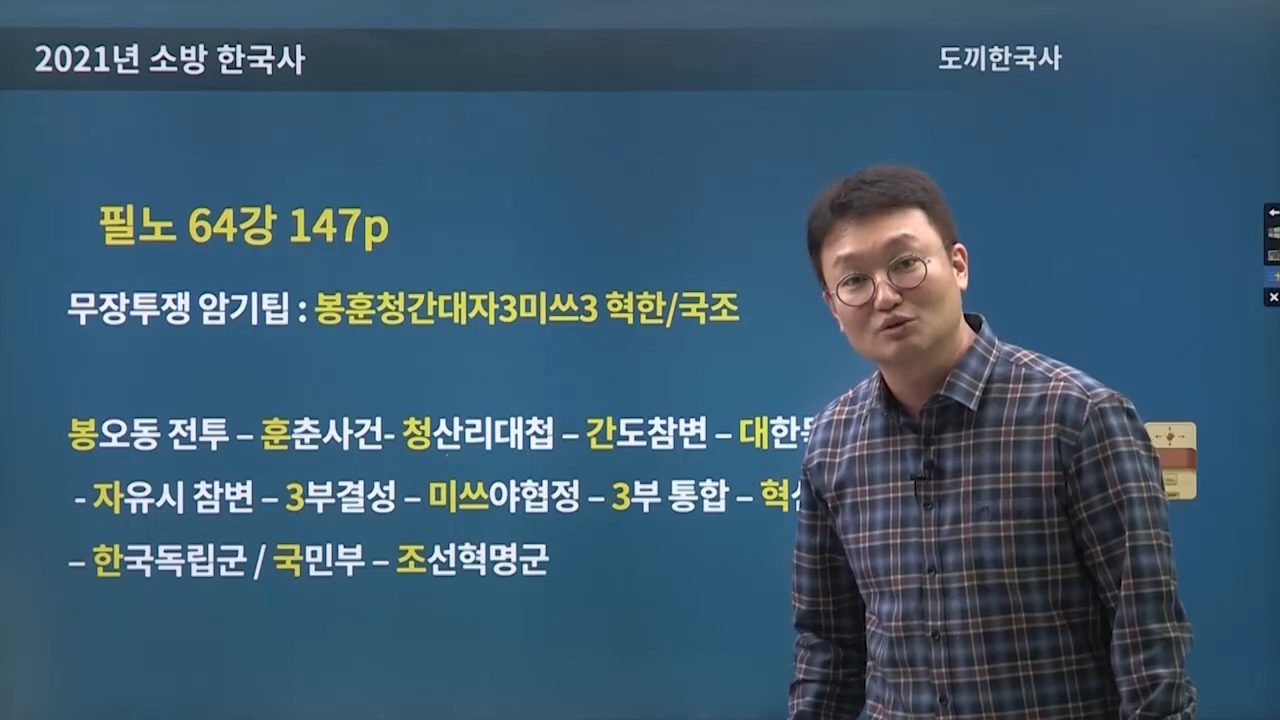 2021년 소방 한국사
도끼한국사
필노 64강 147p
무장투쟁 암기팁 : 봉훈청간대자3미쓰3 혁한/국조
봉오동 전투 – 훈춘사건- 청산리대첩 – 간도참변 – 대한
- 자유시 참변 – 3부결성 – 미쓰야협정 – 3부 통합 – 혁
– 한국독립군 / 국민부 – 조선혁명군